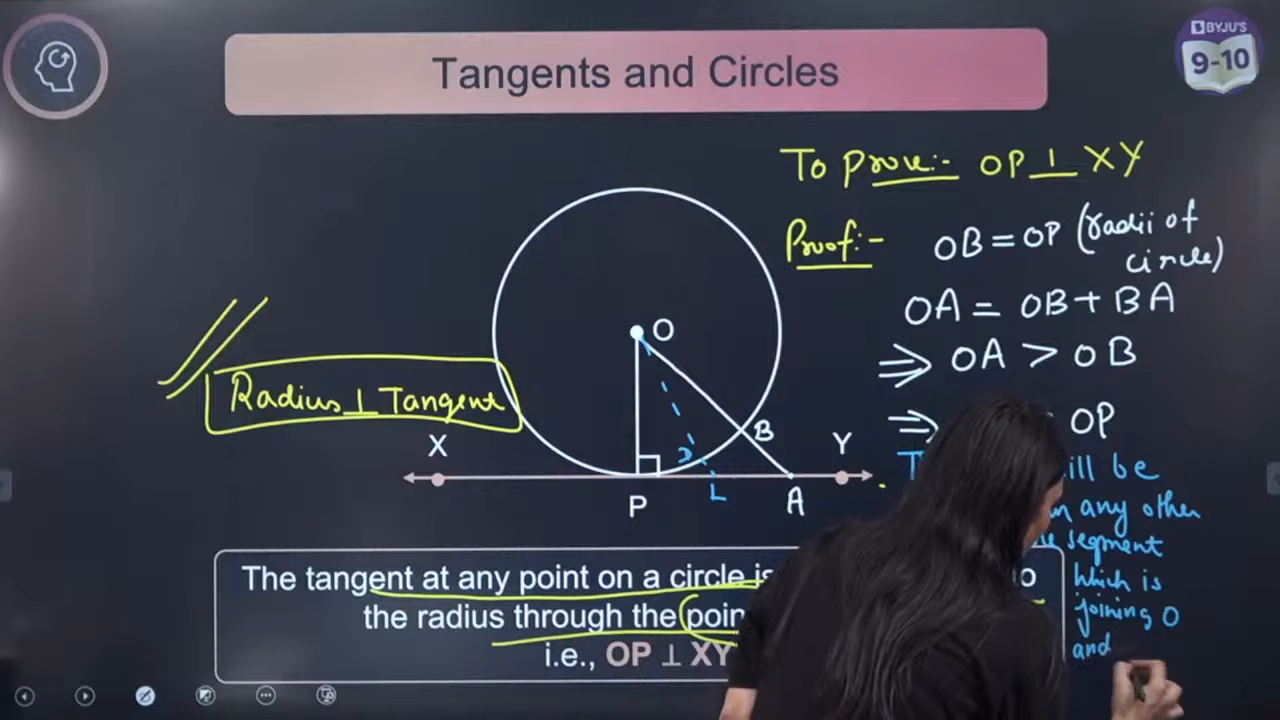 BYJU'S
9-10
Tangents and Circles
To Prove:- OP ⊥ XY
Proof:- OB = OP (radii of
circle)
OA = OB + BA
⇒ OA > OB
⇒ OP
Radius ⊥ Tangent
O
B
X
Y
P
L
A
ill be
any other
segment
which is
joining O
and
The tangent at any point on a circle is
the radius through the
i.e., OP ⊥ XY